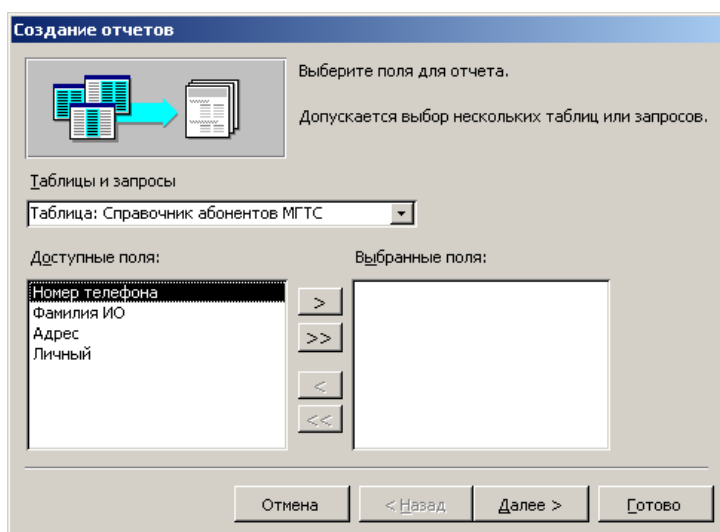 Создание отчетов
Выберите поля для отчета.
Допускается выбор нескольких таблиц или запросов.
Таблицы и запросы
Таблица: Справочник абонентов МГТС
Доступные поля:
Выбранные поля:
Номер телефона
Фамилия ИО
Адрес
Личный
>
>>
<
<<
Отмена
< Назад
Далее >
Готово